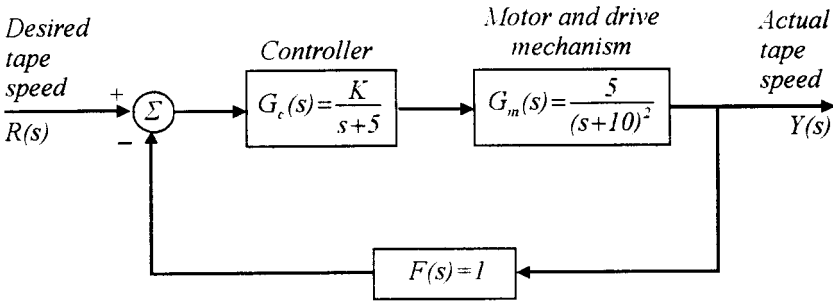 Desired
tape
speed
R(s)
+
−
Σ
Controller
G_c(s)=K/(s+5)
Motor and drive
mechanism
G_m(s)=5/(s+10)²
Actual
tape
speed
Y(s)
F(s)=1